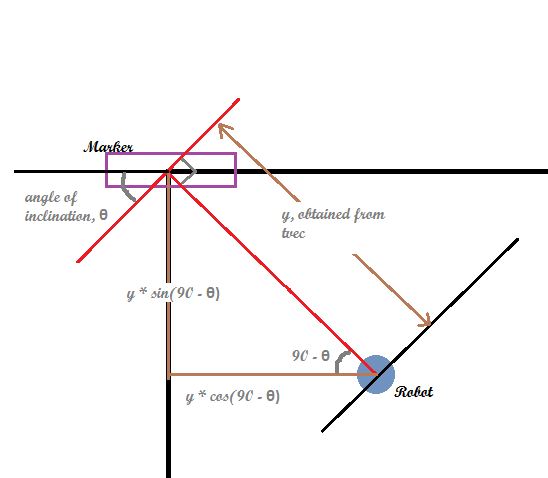 Marker
angle of
inclination, θ
y, obtained from
tvec
y * sin(90 - θ)
90 - θ
y * cos(90 - θ)
Robot